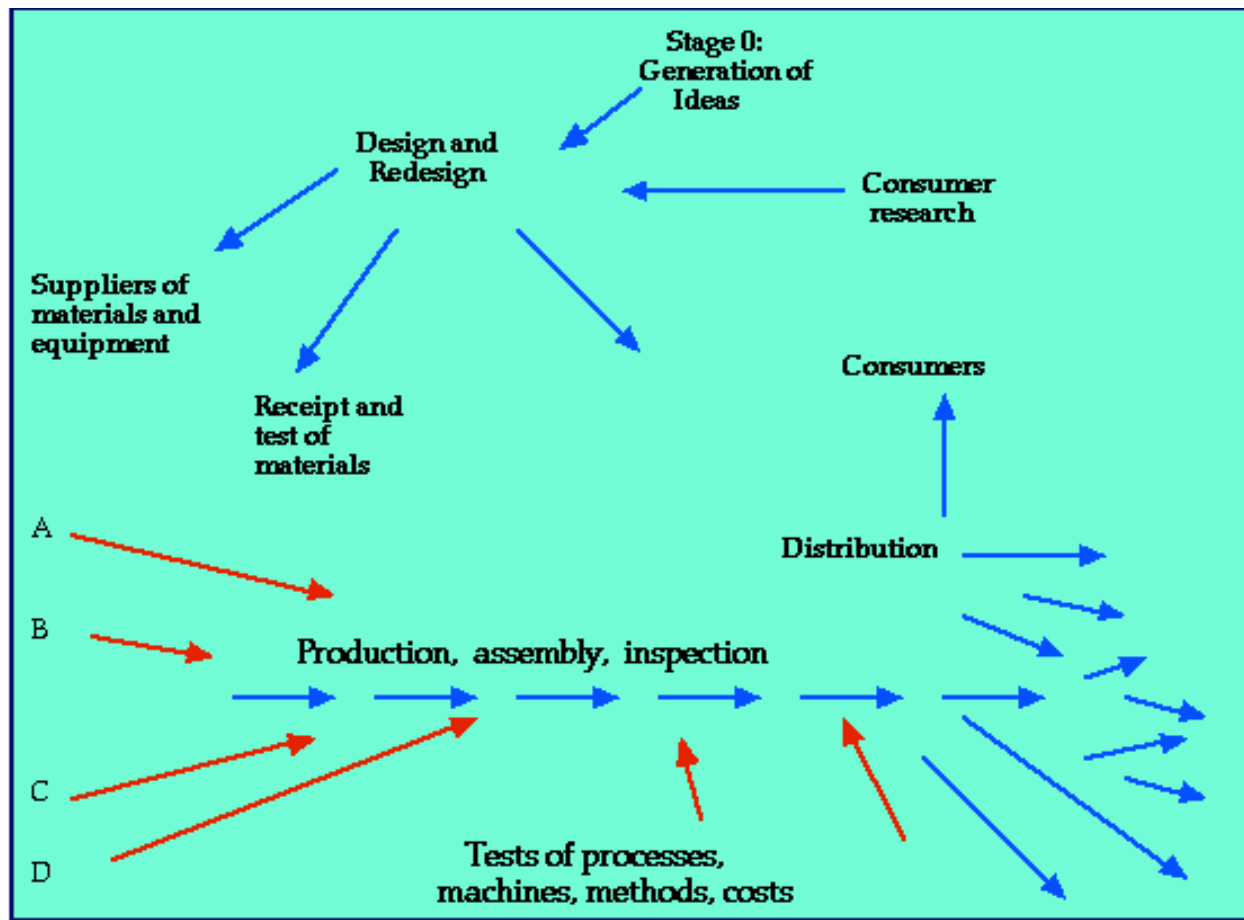 Stage 0:
Generation of
Ideas
Design and
Redesign
Consumer
research
Suppliers of
materials and
equipment
Consumers
Receipt and
test of
materials
A
Distribution
B
Production, assembly, inspection
C
D
Tests of processes,
machines, methods, costs